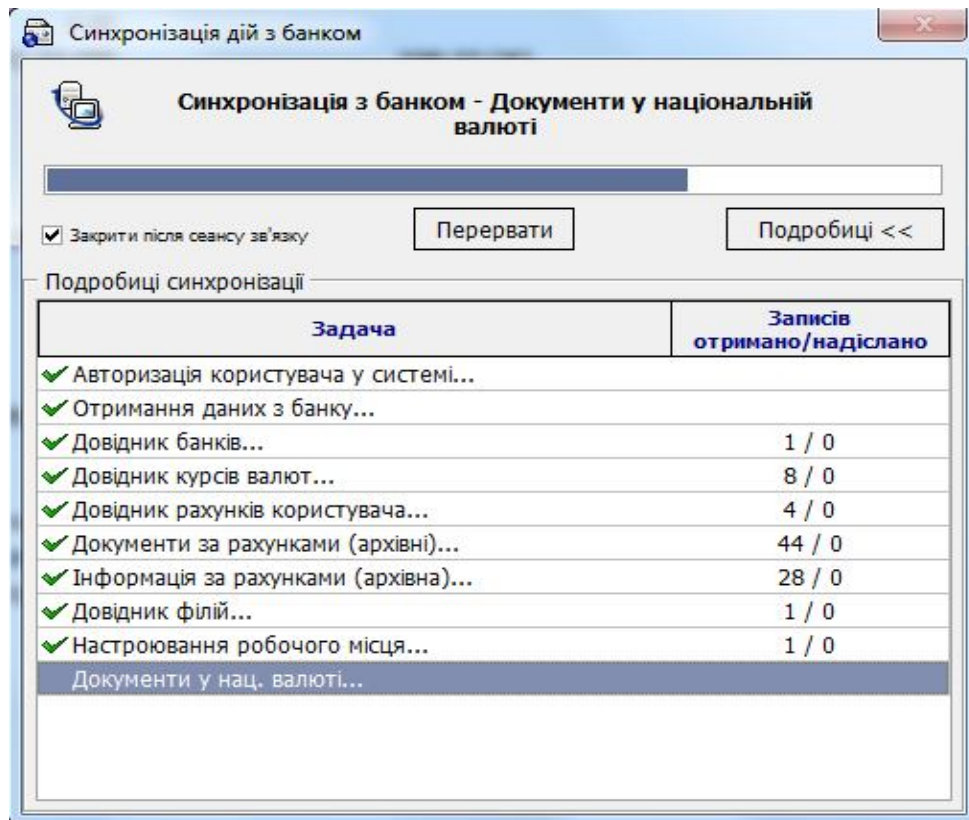 Синхронізація дій з банком
Синхронізація з банком - Документи у національній
валюті
Закрити після сеансу зв'язку
Перервати
Подробиці <<
Подробиці синхронізації
Задача
Записів
отримано/надіслано
Авторизація користувача у системі...
Отримання даних з банку...
Довідник банків... 1 / 0
Довідник курсів валют... 8 / 0
Довідник рахунків користувача... 4 / 0
Документи за рахунками (архівні)... 44 / 0
Інформація за рахунками (архівна)... 28 / 0
Довідник філій... 1 / 0
Настроювання робочого місця... 1 / 0
Документи у нац. валюті...